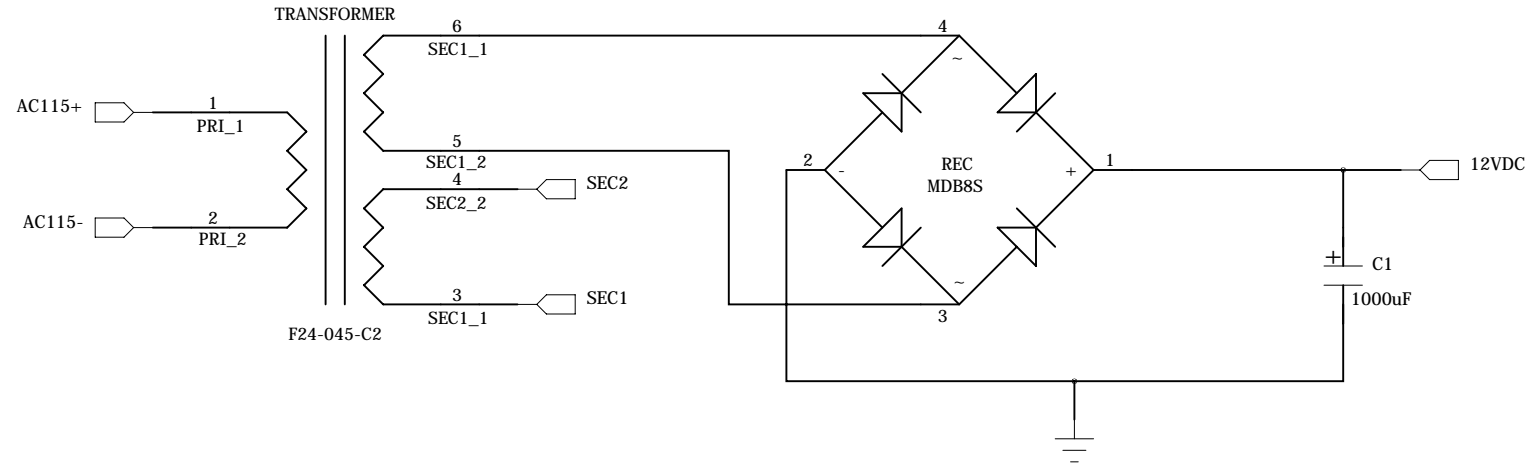 TRANSFORMER
6
SEC1_1
4
~
AC115+
1
PRI_1
5
SEC1_2
2
-
REC
MDB8S
+
1
12VDC
4
SEC2_2
SEC2
AC115-
2
PRI_2
+
C1
1000uF
3
SEC1_1
SEC1
~
3
F24-045-C2